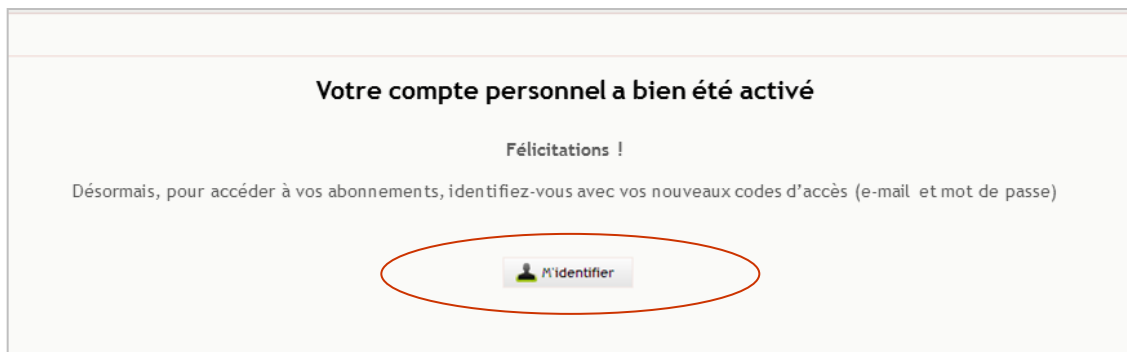 Votre compte personnel a bien été activé
Félicitations !
Désormais, pour accéder à vos abonnements, identifiez-vous avec vos nouveaux codes d’accès (e-mail et mot de passe)
M'identifier